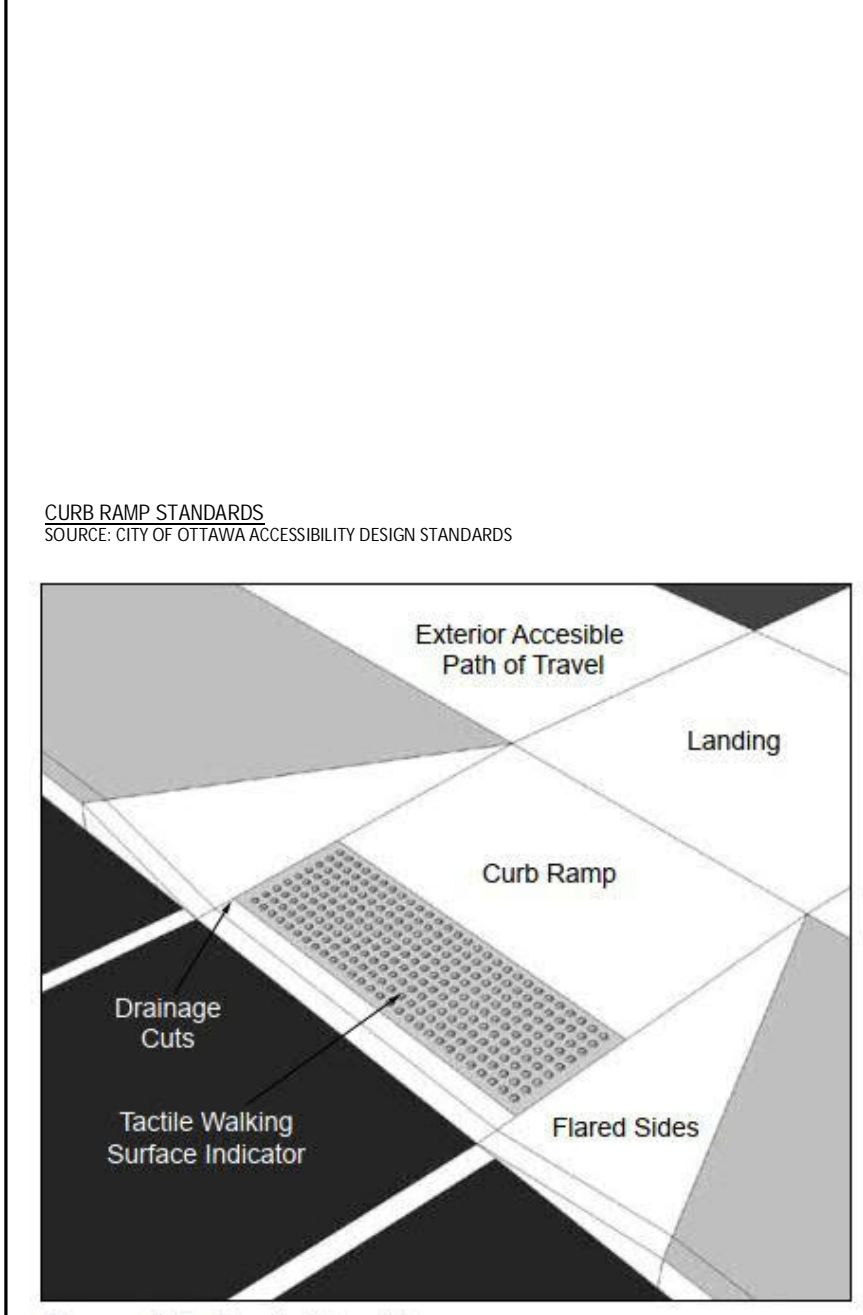 CURB RAMP STANDARDS
SOURCE: CITY OF OTTAWA ACCESSIBILITY DESIGN STANDARDS
Exterior Accesible
Path of Travel
Landing
Curb Ramp
Drainage
Cuts
Tactile Walking
Surface Indicator
Flared Sides